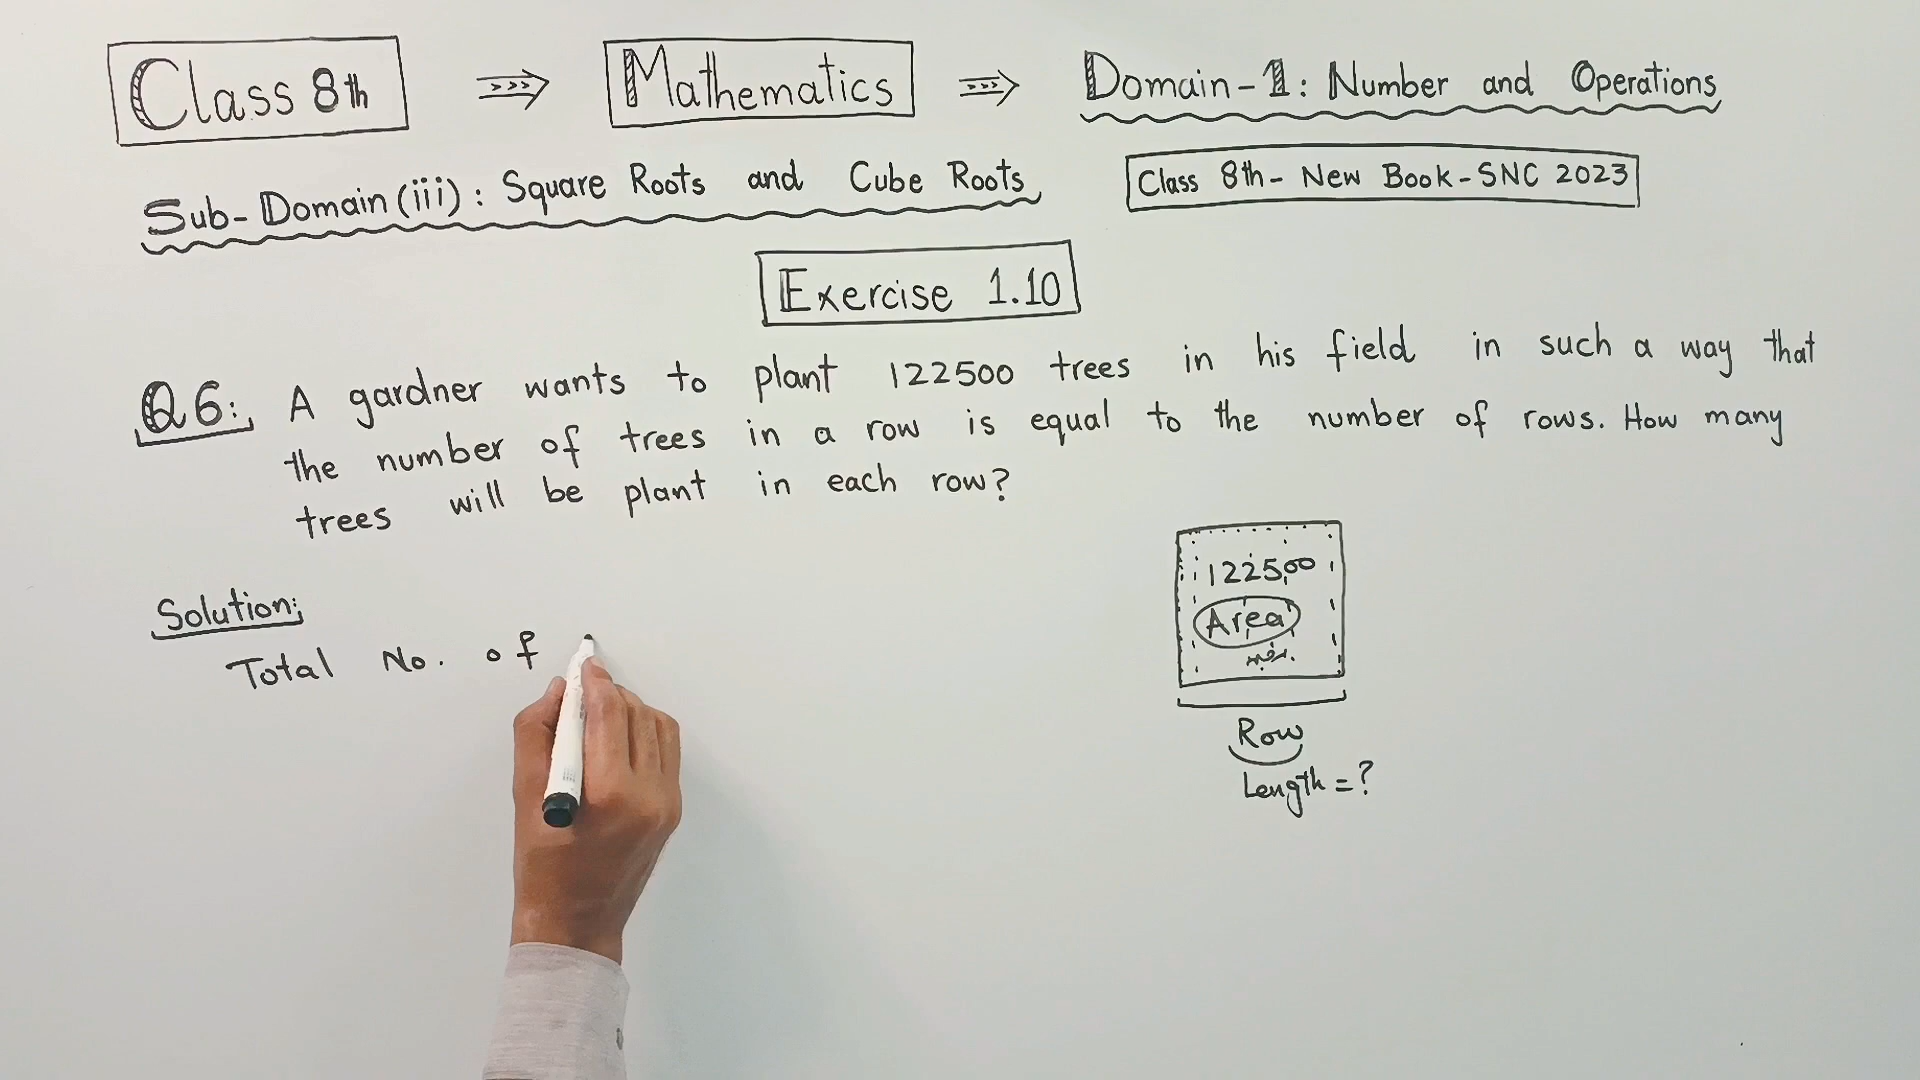 Class 8th
Mathematics
Domain-1: Number and Operations
Sub-Domain (iii): Square Roots and Cube Roots
Class 8th- New Book-SNC 2023
Exercise 1.10
Q6: A gardner wants to plant 122500 trees in his field in such a way that
the number of trees in a row is equal to the number of rows. How many
trees will be plant in each row?
Solution:
Total No. of
122500
Area
Row
Length = ?